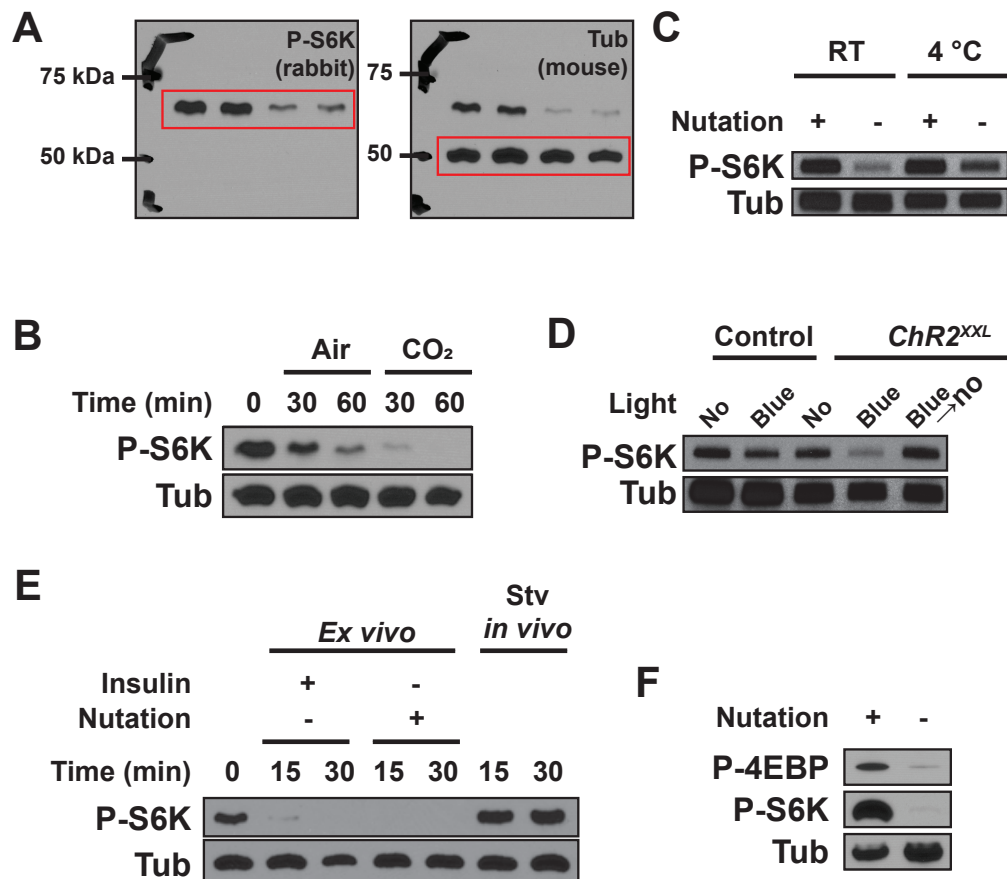 A
P-S6K
(rabbit)
75 kDa
50 kDa
Tub
(mouse)
75
50
C
RT 4 °C
Nutation + - + -
P-S6K
Tub
B
Air CO₂
Time (min) 0 30 60 30 60
P-S6K
Tub
D
Control ChR2XXL
Light No Blue No Blue Blue →no
P-S6K
Tub
E
Stv
Ex vivo in vivo
Insulin + -
Nutation - +
Time (min) 0 15 30 15 30 15 30
P-S6K
Tub
F
Nutation + -
P-4EBP
P-S6K
Tub